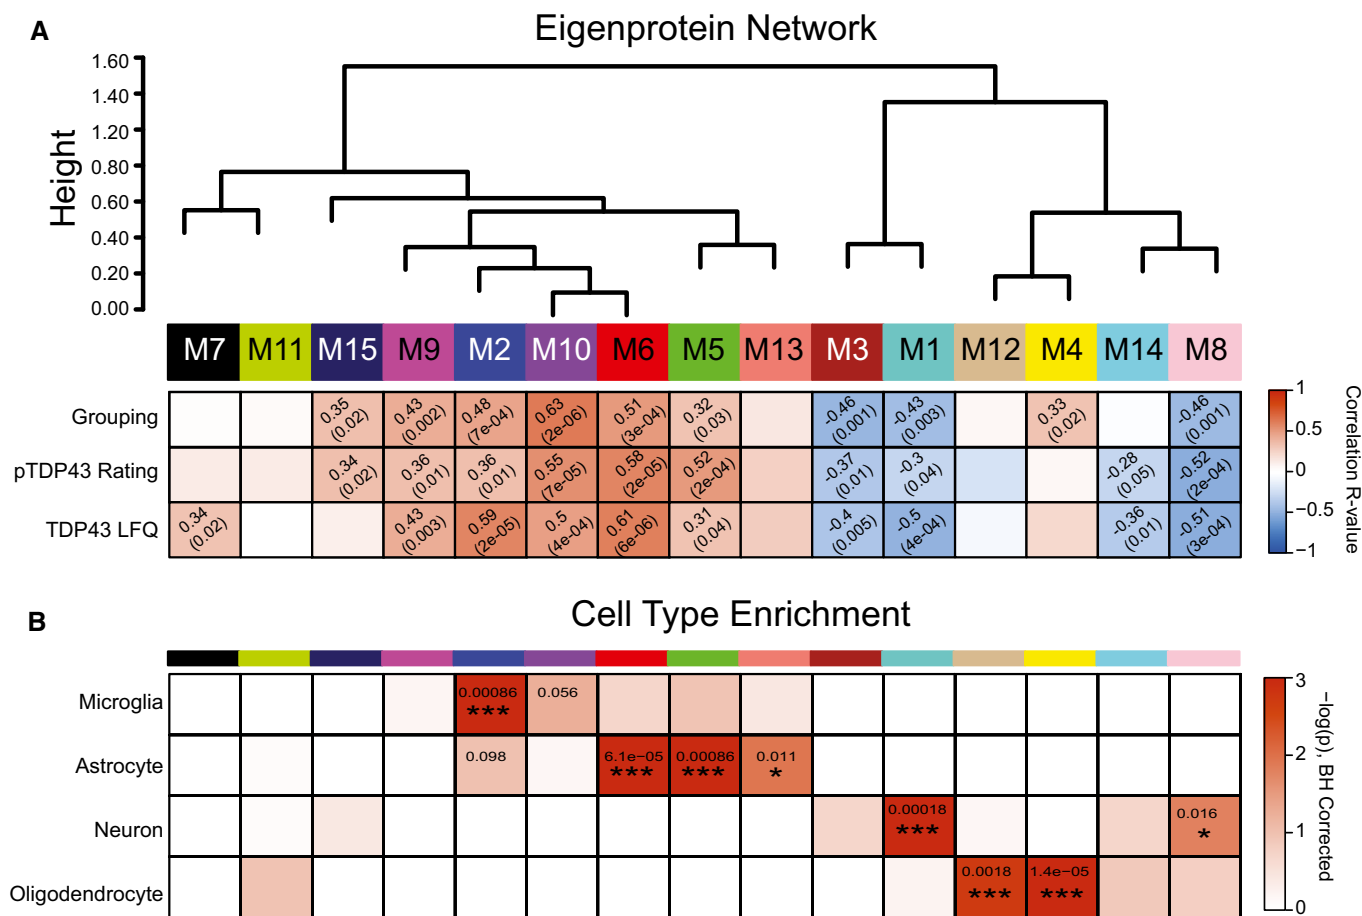 A
Eigenprotein Network
Height
1.60
1.40
1.20
0.80
0.60
0.40
0.20
0.00
M7 M11 M15 M9 M2 M10 M6 M5 M13 M3 M1 M12 M4 M14 M8
Grouping
0.35 (0.02)
0.43 (0.002)
0.48 (7e-04)
0.63 (2e-06)
0.51 (3e-04)
0.32 (0.03)
-0.46 (0.001)
-0.43 (0.003)
0.33 (0.02)
-0.46 (0.001)
pTDP43 Rating
0.34 (0.02)
0.36 (0.01)
0.36 (0.01)
0.55 (7e-05)
0.58 (2e-05)
0.52 (2e-04)
-0.37 (0.01)
-0.3 (0.04)
-0.28 (0.05)
-0.52 (2e-04)
TDP43 LFQ
0.34 (0.02)
0.43 (0.003)
0.59 (2e-05)
0.5 (4e-04)
0.61 (6e-06)
0.31 (0.04)
-0.4 (0.005)
-0.5 (4e-04)
-0.36 (0.01)
-0.51 (3e-04)
1
0.5
0
−0.5
−1
Correlation R-value
B
Cell Type Enrichment
Microglia
0.00086 ***
0.056
Astrocyte
0.098
6.1e−05 ***
0.00086 ***
0.011 *
Neuron
0.00018 ***
0.016 *
Oligodendrocyte
0.0018 ***
1.4e−05 ***
3
2
1
0
−log(p), BH Corrected